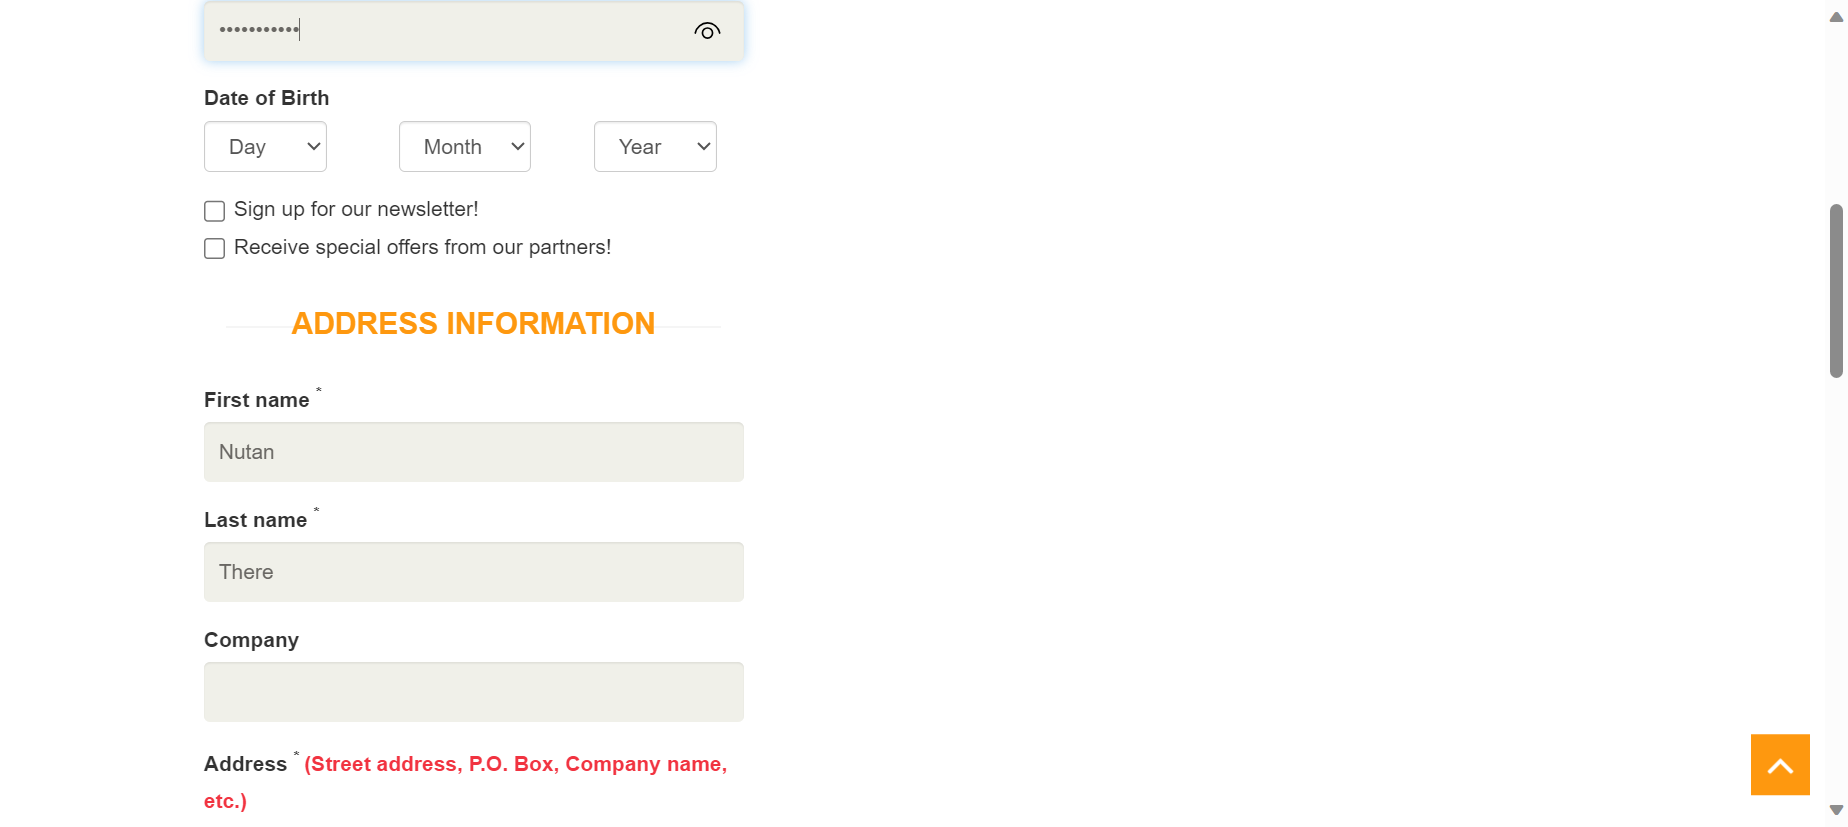 •••••••••••
Date of Birth
Day Month Year
Sign up for our newsletter!
Receive special offers from our partners!
ADDRESS INFORMATION
First name *
Nutan
Last name *
There
Company
Address * (Street address, P.O. Box, Company name,
etc.)